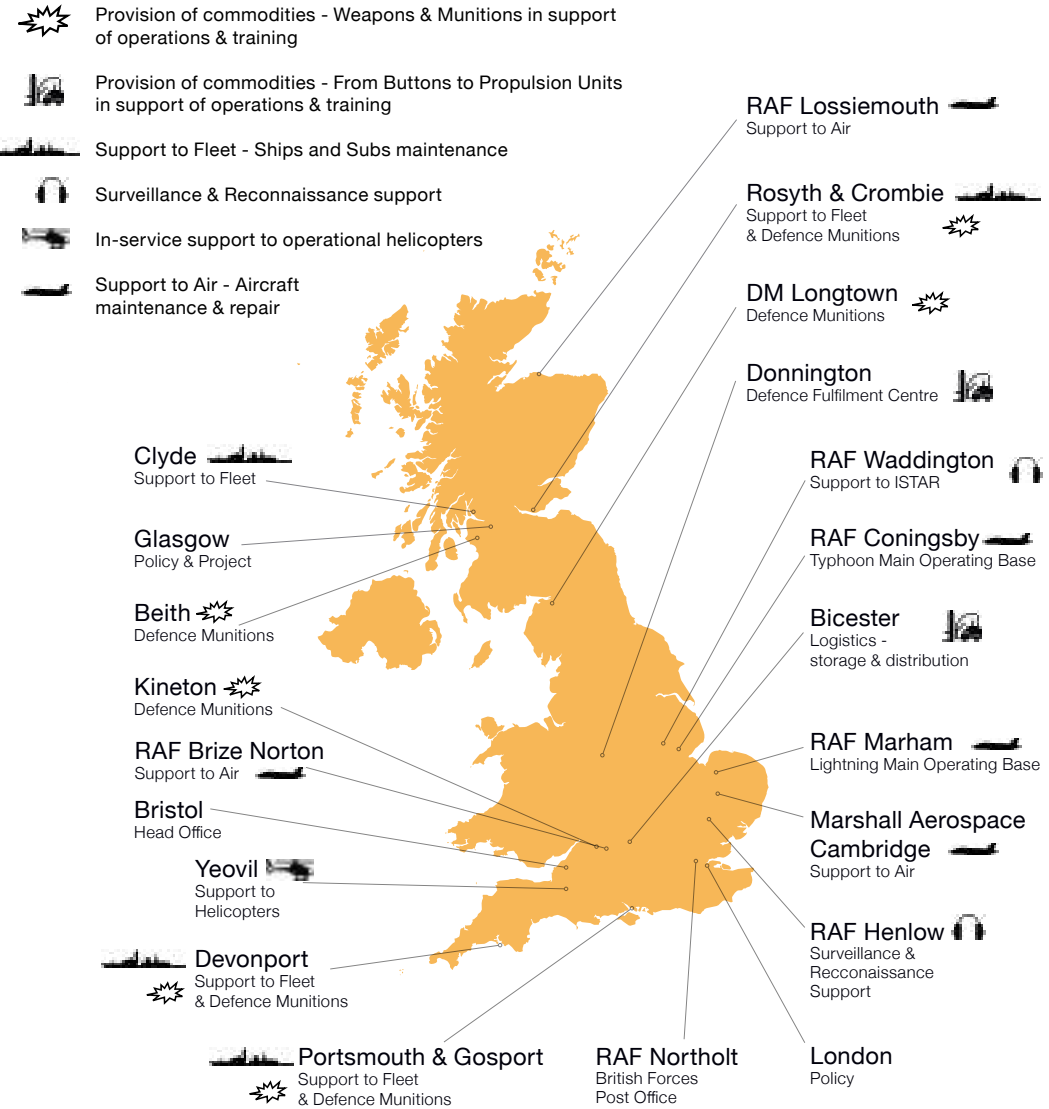 Provision of commodities - Weapons & Munitions in support
of operations & training
Provision of commodities - From Buttons to Propulsion Units
in support of operations & training
Support to Fleet - Ships and Subs maintenance
Surveillance & Reconnaissance support
In-service support to operational helicopters
Support to Air - Aircraft
maintenance & repair
RAF Lossiemouth
Support to Air
Rosyth & Crombie
Support to Fleet
& Defence Munitions
DM Longtown
Defence Munitions
Donnington
Defence Fulfilment Centre
RAF Waddington
Support to ISTAR
RAF Coningsby
Typhoon Main Operating Base
Bicester
Logistics -
storage & distribution
RAF Marham
Lightning Main Operating Base
Marshall Aerospace
Cambridge
Support to Air
RAF Henlow
Surveillance &
Recconaissance
Support
Clyde
Support to Fleet
Glasgow
Policy & Project
Beith
Defence Munitions
Kineton
Defence Munitions
RAF Brize Norton
Support to Air
Bristol
Head Office
Yeovil
Support to
Helicopters
Devonport
Support to Fleet
& Defence Munitions
Portsmouth & Gosport
Support to Fleet
& Defence Munitions
RAF Northolt
British Forces
Post Office
London
Policy